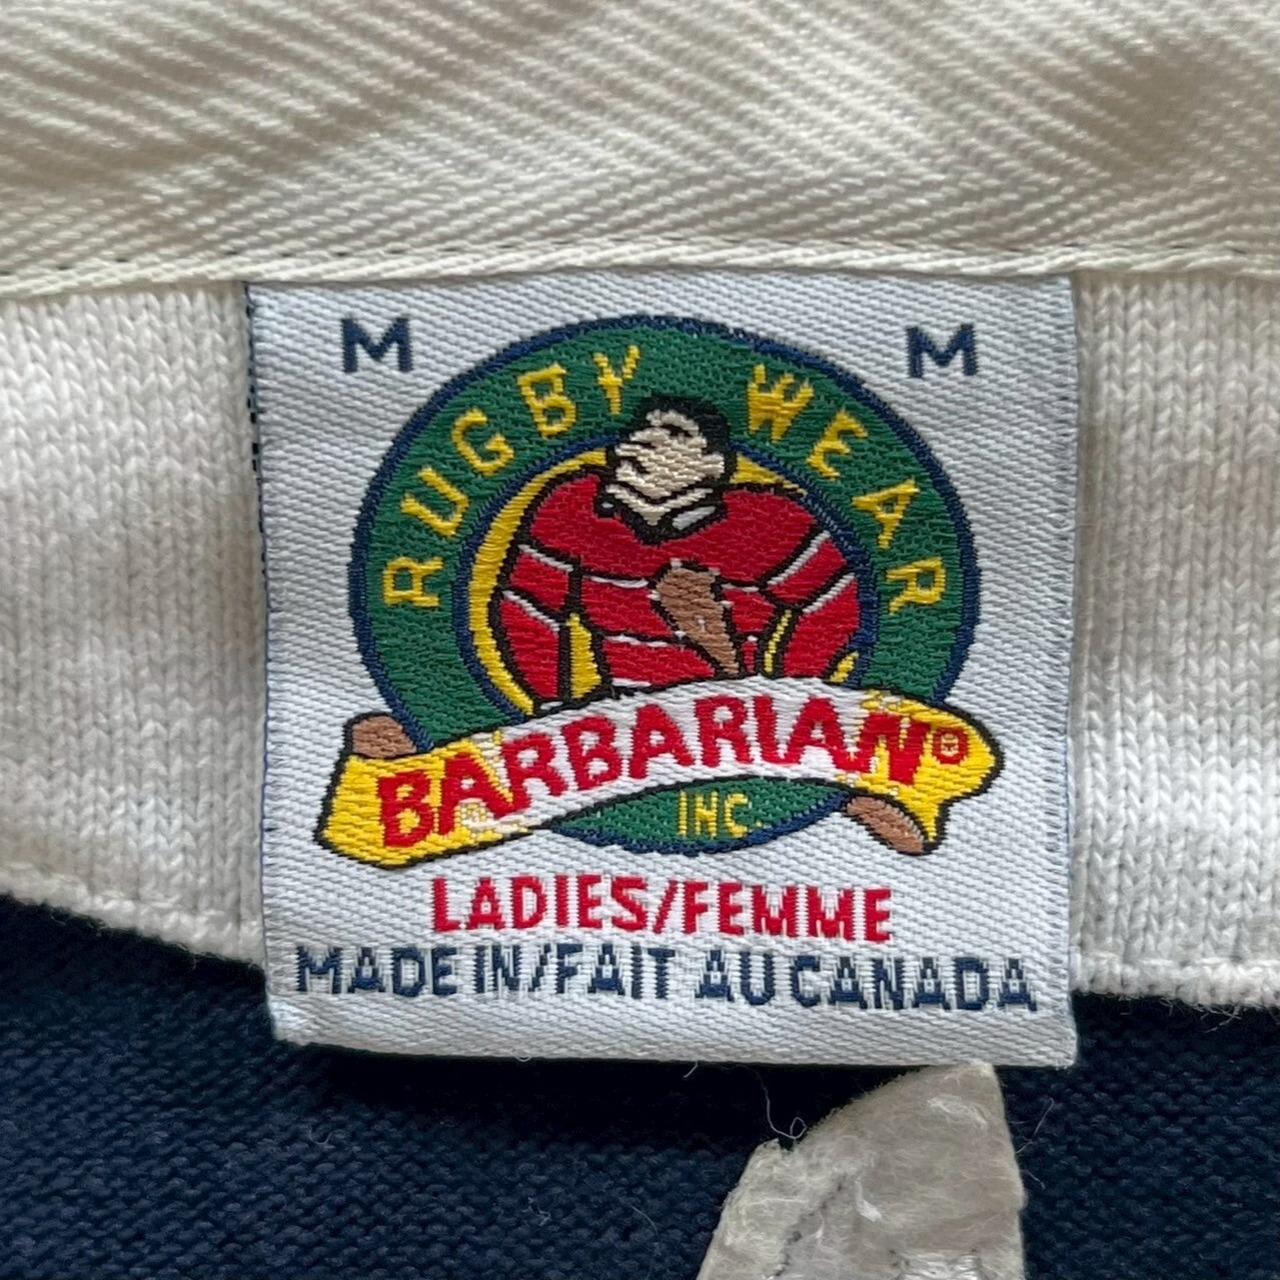 M M
RUGBY WEAR
BARBARIAN®
INC.
LADIES/FEMME
MADE IN/FAIT AU CANADA